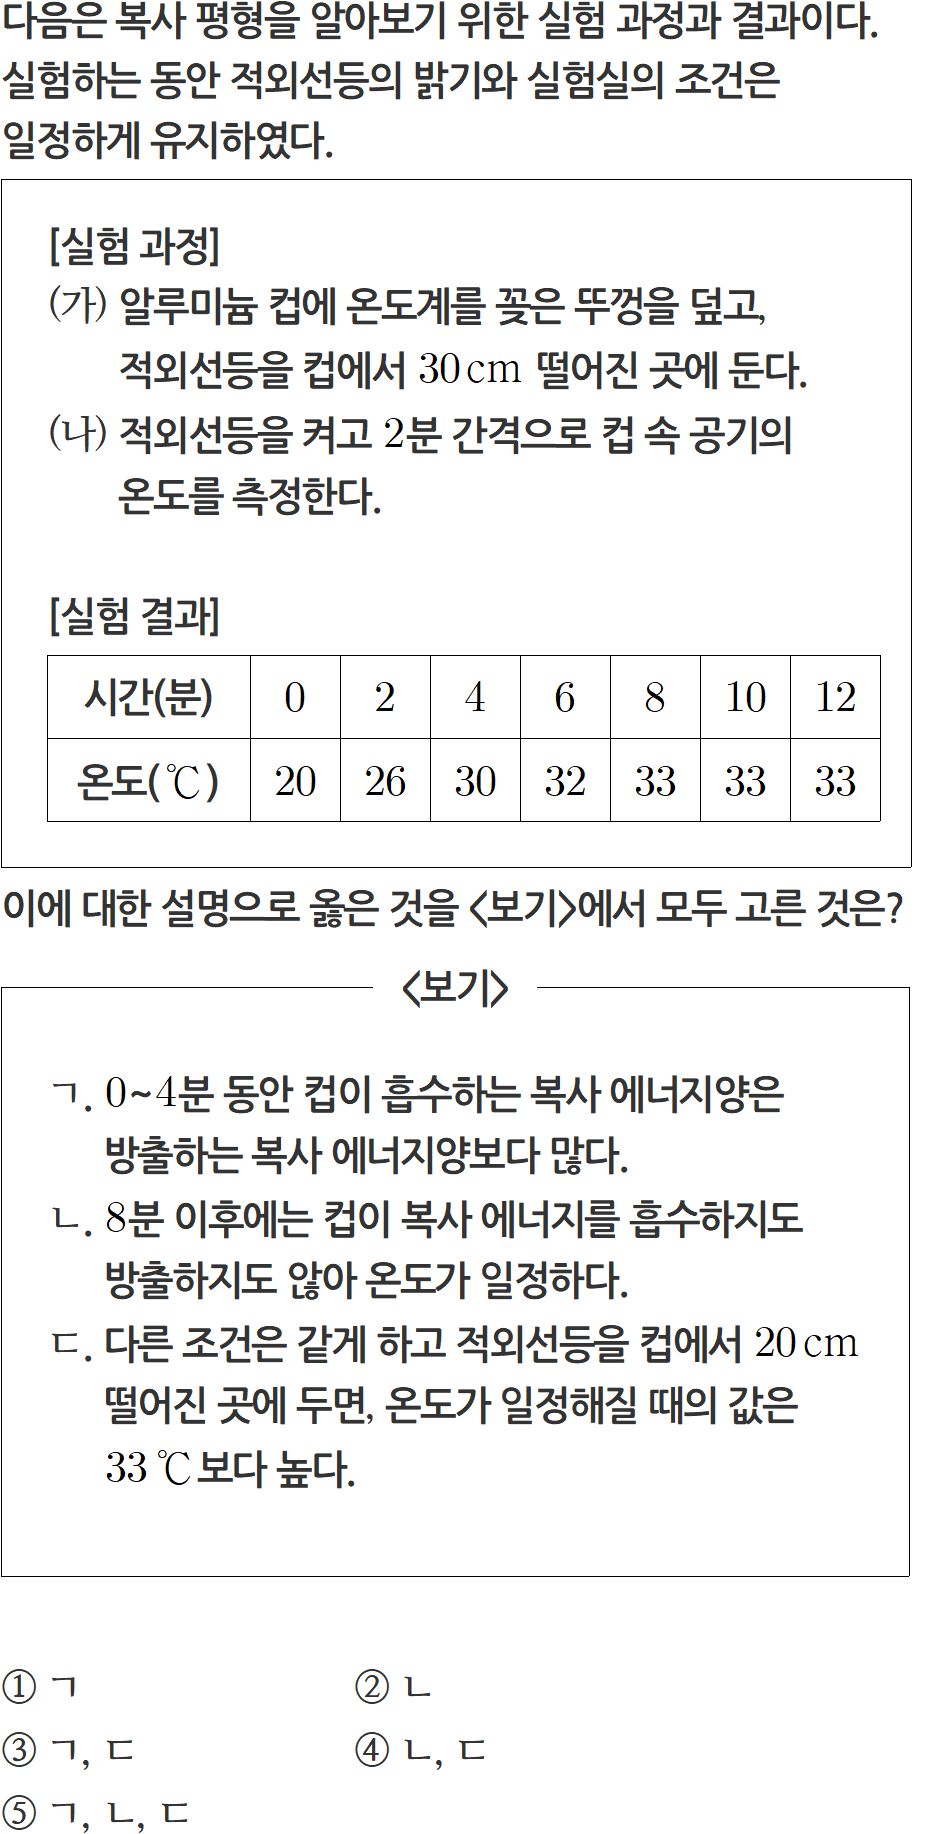 다음은 복사 평형을 알아보기 위한 실험 과정과 결과이다.
실험하는 동안 적외선등의 밝기와 실험실의 조건은
일정하게 유지하였다.
[실험 과정]
(가) 알루미늄 컵에 온도계를 꽂은 뚜껑을 덮고,
적외선등을 컵에서 30cm 떨어진 곳에 둔다.
(나) 적외선등을 켜고 2분 간격으로 컵 속 공기의
온도를 측정한다.
[실험 결과]
시간(분) 0 2 4 6 8 10 12
온도(℃) 20 26 30 32 33 33 33
이에 대한 설명으로 옳은 것을 <보기>에서 모두 고른 것은?
<보기>
ㄱ. 0~4분 동안 컵이 흡수하는 복사 에너지양은
방출하는 복사 에너지양보다 많다.
ㄴ. 8분 이후에는 컵이 복사 에너지를 흡수하지도
방출하지도 않아 온도가 일정하다.
ㄷ. 다른 조건은 같게 하고 적외선등을 컵에서 20cm
떨어진 곳에 두면, 온도가 일정해질 때의 값은
33℃보다 높다.
① ㄱ ② ㄴ
③ ㄱ, ㄷ ④ ㄴ, ㄷ
⑤ ㄱ, ㄴ, ㄷ